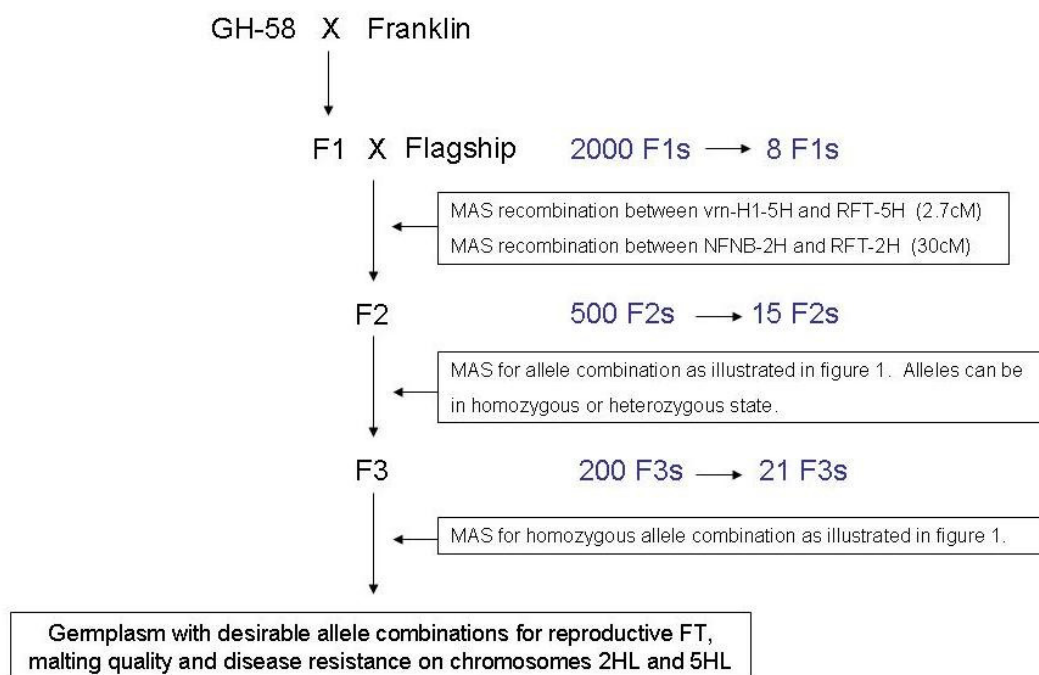 GH-58 X Franklin
F1 X Flagship 2000 F1s 8 F1s
MAS recombination between vrn-H1-5H and RFT-5H (2.7cM)
MAS recombination between NFNB-2H and RFT-2H (30cM)
F2 500 F2s 15 F2s
MAS for allele combination as illustrated in figure 1. Alleles can be
in homozygous or heterozygous state.
F3 200 F3s 21 F3s
MAS for homozygous allele combination as illustrated in figure 1.
Germplasm with desirable allele combinations for reproductive FT,
malting quality and disease resistance on chromosomes 2HL and 5HL